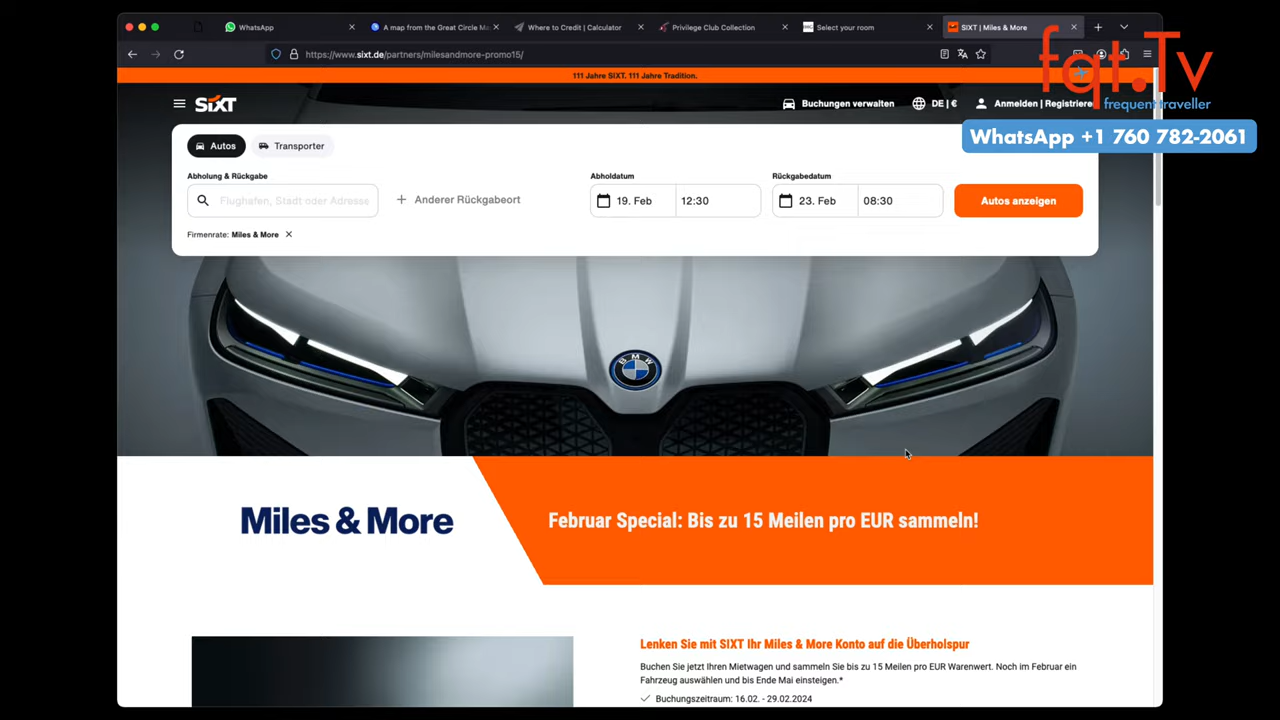 WhatsApp
A map from the Great Circle Ma
Where to Credit | Calculator
Privilege Club Collection
Select your room
SIXT | Miles & More
https://www.sixt.de/partners/milesandmore-promo15/
fqt.Tv
frequenttraveller
WhatsApp +1 760 782-2061
111 Jahre SIXT. 111 Jahre Tradition.
SIXT
Buchungen verwalten
DE | €
Anmelden | Registriere
Autos
Transporter
Abholung & Rückgabe
Abholdatum
Rückgabedatum
Flughafen, Stadt oder Adresse
Anderer Rückgabeort
19. Feb
12:30
23. Feb
08:30
Autos anzeigen
Firmenrate: Miles & More
BMW
Miles & More
Februar Special: Bis zu 15 Meilen pro EUR sammeln!
Lenken Sie mit SIXT Ihr Miles & More Konto auf die Überholspur
Buchen Sie jetzt Ihren Mietwagen und sammeln Sie bis zu 15 Meilen pro EUR Warenwert. Noch im Februar ein
Fahrzeug auswählen und bis Ende Mai einsteigen.*
Buchungszeitraum: 16.02. - 29.02.2024